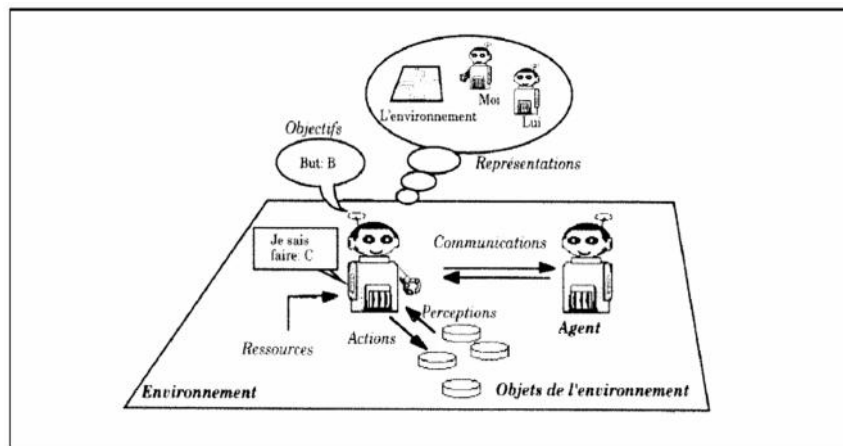 Moi
L'environnement
Lui
Objectifs
But: B
Représentations
Je sais
faire: C
Communications
Perceptions
Agent
Ressources
Actions
Environnement
Objets de l'environnement